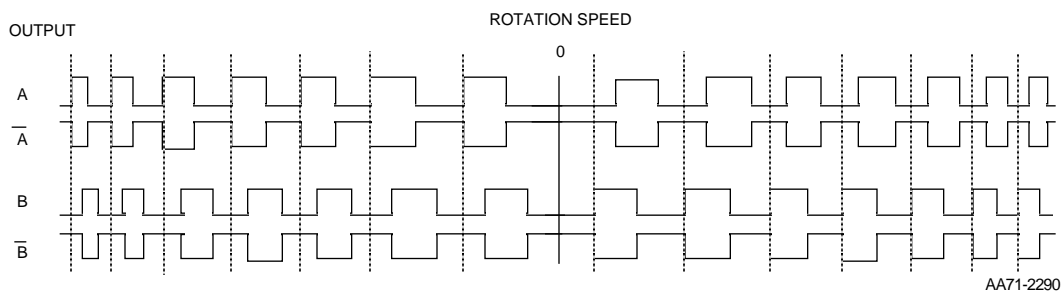 ROTATION SPEED
OUTPUT
0
A
A̅
B
B̅
AA71-2290